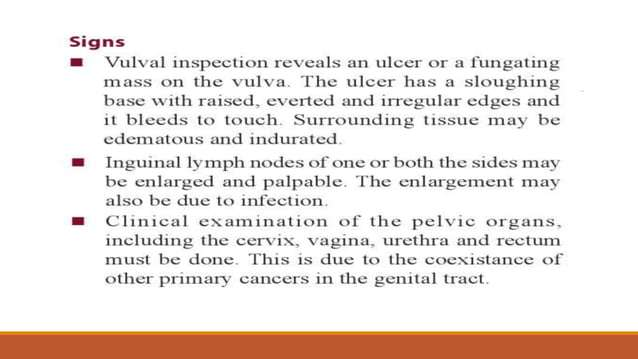 Signs
■ Vulval inspection reveals an ulcer or a fungating
mass on the vulva. The ulcer has a sloughing
base with raised, everted and irregular edges and
it bleeds to touch. Surrounding tissue may be
edematous and indurated.
■ Inguinal lymph nodes of one or both the sides may
be enlarged and palpable. The enlargement may
also be due to infection.
■ Clinical examination of the pelvic organs,
including the cervix, vagina, urethra and rectum
must be done. This is due to the coexistance of
other primary cancers in the genital tract.